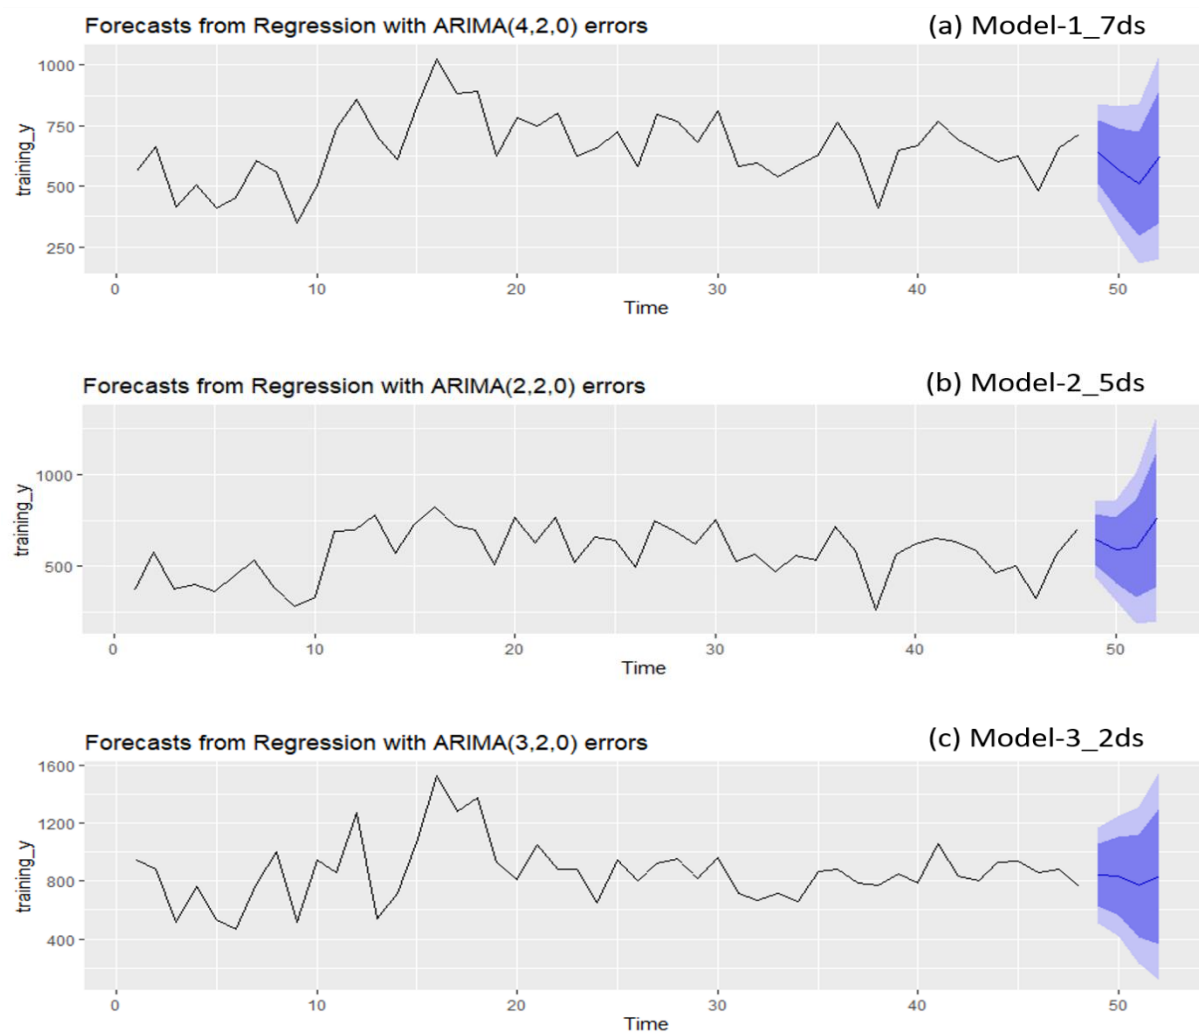 Forecasts from Regression with ARIMA(4,2,0) errors
(a) Model-1_7ds
training_y
1000
750
500
250
0 10 20 30 40 50
Time
Forecasts from Regression with ARIMA(2,2,0) errors
(b) Model-2_5ds
training_y
1000
500
0 10 20 30 40 50
Time
Forecasts from Regression with ARIMA(3,2,0) errors
(c) Model-3_2ds
training_y
1600
1200
800
400
0 10 20 30 40 50
Time